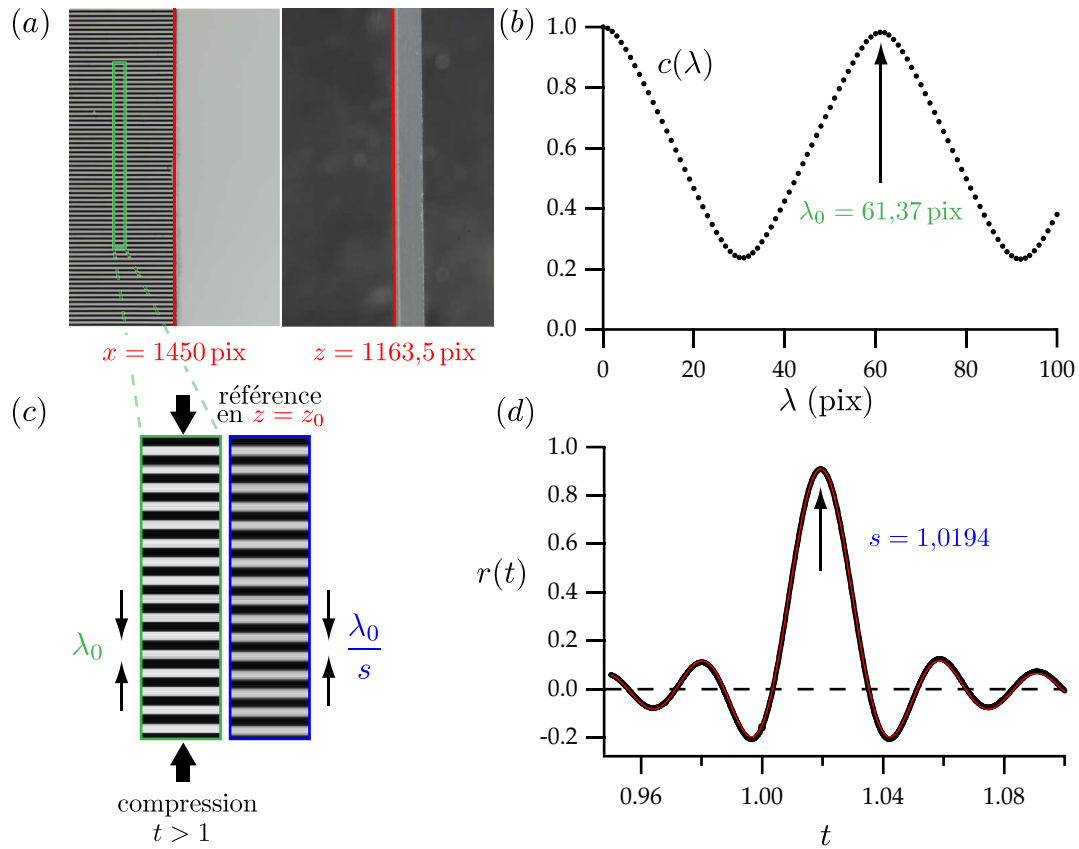 (a)
x = 1450 pix
z = 1163,5 pix
(b)
c(λ)
λ₀ = 61,37 pix
1.0
0.8
0.6
0.4
0.2
0.0
0 20 40 60 80 100
λ (pix)
(c)
référence
en z = z₀
λ₀
λ₀
s
compression
t > 1
(d)
r(t)
s = 1,0194
1.0
0.8
0.6
0.4
0.2
0.0
-0.2
0.96 1.00 1.04 1.08
t